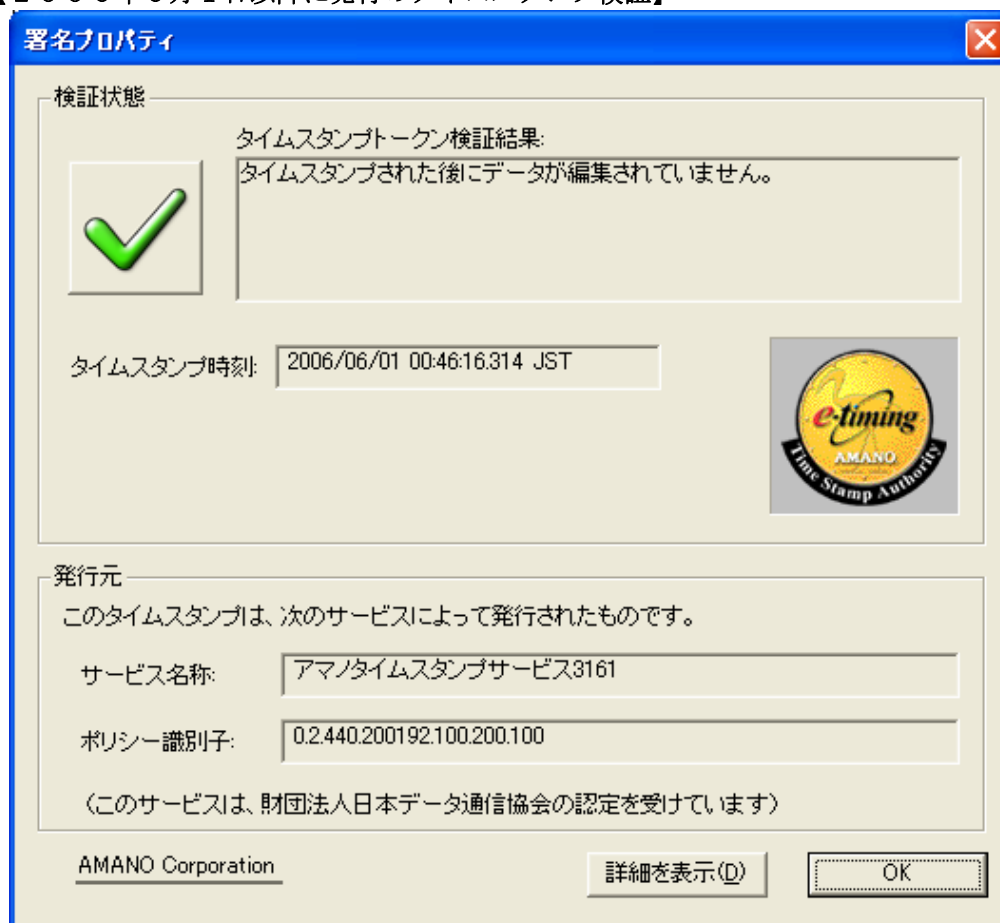 署名プロパティ
検証状態
タイムスタンプトークン検証結果:
タイムスタンプされた後にデータが編集されていません。
タイムスタンプ時刻: 2006/06/01 00:46:16.314 JST
e-timing
AMANO
Time Stamp Authority
発行元
このタイムスタンプは、次のサービスによって発行されたものです。
サービス名称: アマノタイムスタンプサービス3161
ポリシー識別子: 0.2.440.200192.100.200.100
(このサービスは、財団法人日本データ通信協会の認定を受けています)
AMANO Corporation
詳細を表示(D) OK